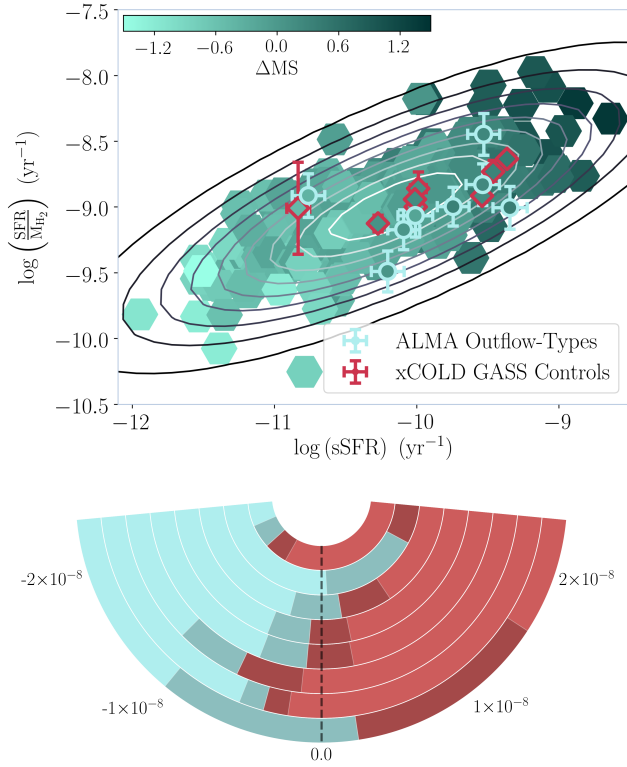 −7.5
−8.0
−8.5
−9.0
−9.5
−10.0
−10.5
log (SFR/M_H₂) (yr⁻¹)
−1.2 −0.6 0.0 0.6 1.2
ΔMS
ALMA Outflow-Types
xCOLD GASS Controls
−12 −11 −10 −9
log (sSFR) (yr⁻¹)
-2×10⁻⁸ 2×10⁻⁸
-1×10⁻⁸ 1×10⁻⁸
0.0